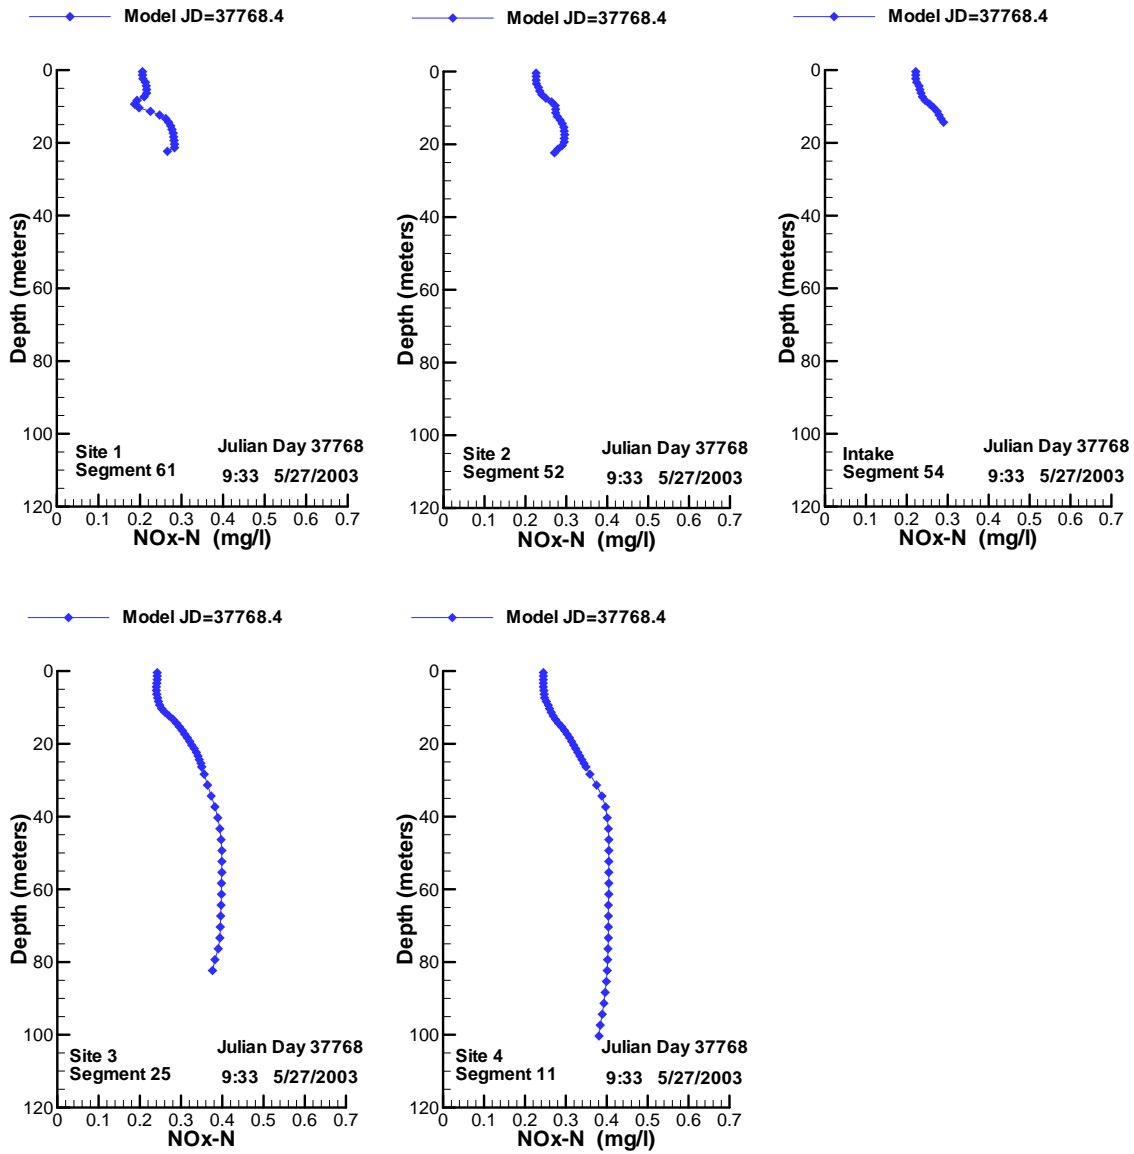 Model JD=37768.4
0
20
40
60
80
100
120
Depth (meters)
Site 1
Segment 61
Julian Day 37768
9:33 5/27/2003
0 0.1 0.2 0.3 0.4 0.5 0.6 0.7
NOx-N (mg/l)
Model JD=37768.4
0
20
40
60
80
100
120
Depth (meters)
Site 2
Segment 52
Julian Day 37768
9:33 5/27/2003
0 0.1 0.2 0.3 0.4 0.5 0.6 0.7
NOx-N (mg/l)
Model JD=37768.4
0
20
40
60
80
100
120
Depth (meters)
Intake
Segment 54
Julian Day 37768
9:33 5/27/2003
0 0.1 0.2 0.3 0.4 0.5 0.6 0.7
NOx-N (mg/l)
Model JD=37768.4
0
20
40
60
80
100
120
Depth (meters)
Site 3
Segment 25
Julian Day 37768
9:33 5/27/2003
0 0.1 0.2 0.3 0.4 0.5 0.6 0.7
NOx-N
Model JD=37768.4
0
20
40
60
80
100
120
Depth (meters)
Site 4
Segment 11
Julian Day 37768
9:33 5/27/2003
0 0.1 0.2 0.3 0.4 0.5 0.6 0.7
NOx-N (mg/l)